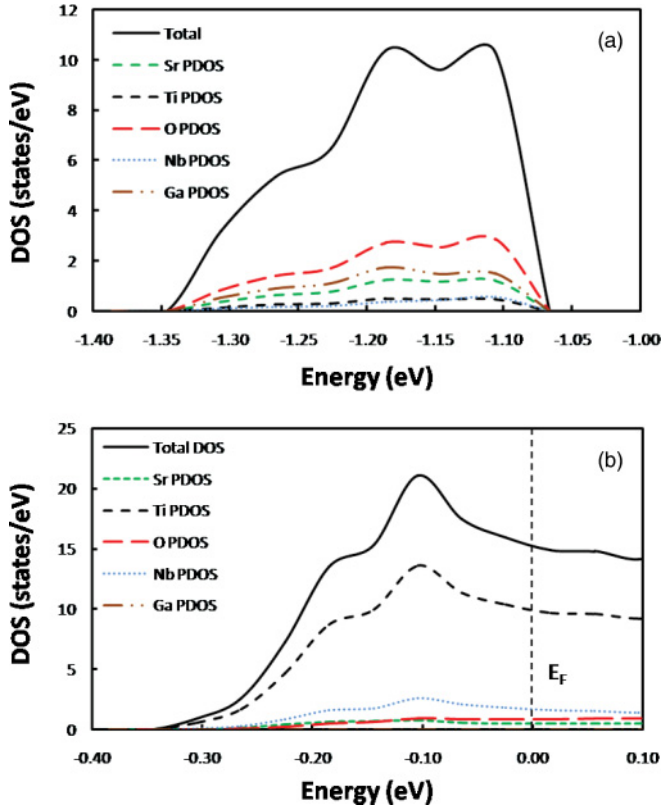 (a)
Total
Sr PDOS
Ti PDOS
O PDOS
Nb PDOS
Ga PDOS
DOS (states/eV)
12
10
8
6
4
2
0
-1.40 -1.35 -1.30 -1.25 -1.20 -1.15 -1.10 -1.05 -1.00
Energy (eV)
(b)
Total DOS
Sr PDOS
Ti PDOS
O PDOS
Nb PDOS
Ga PDOS
DOS (states/eV)
25
20
15
10
5
0
E_F
-0.40 -0.30 -0.20 -0.10 0.00 0.10
Energy (eV)